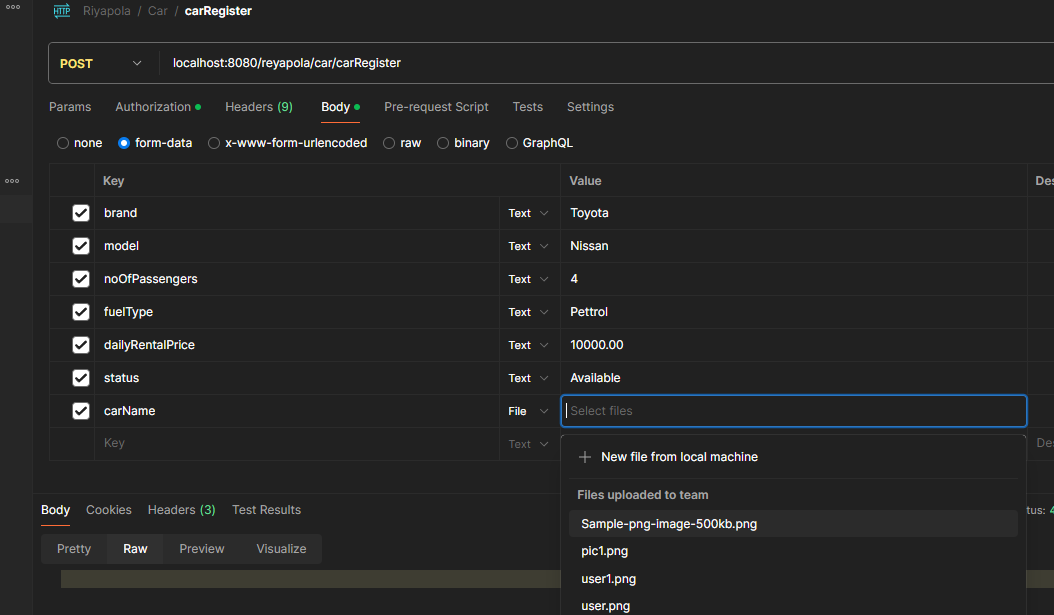 HTTP Riyapola / Car / carRegister
POST localhost:8080/reyapola/car/carRegister
Params Authorization Headers (9) Body Pre-request Script Tests Settings
none form-data x-www-form-urlencoded raw binary GraphQL
Key Value
brand Text Toyota
model Text Nissan
noOfPassengers Text 4
fuelType Text Pettrol
dailyRentalPrice Text 10000.00
status Text Available
carName File Select files
Key Text
New file from local machine
Files uploaded to team
Body Cookies Headers (3) Test Results
Sample-png-image-500kb.png
Pretty Raw Preview Visualize
pic1.png
user1.png
user.png